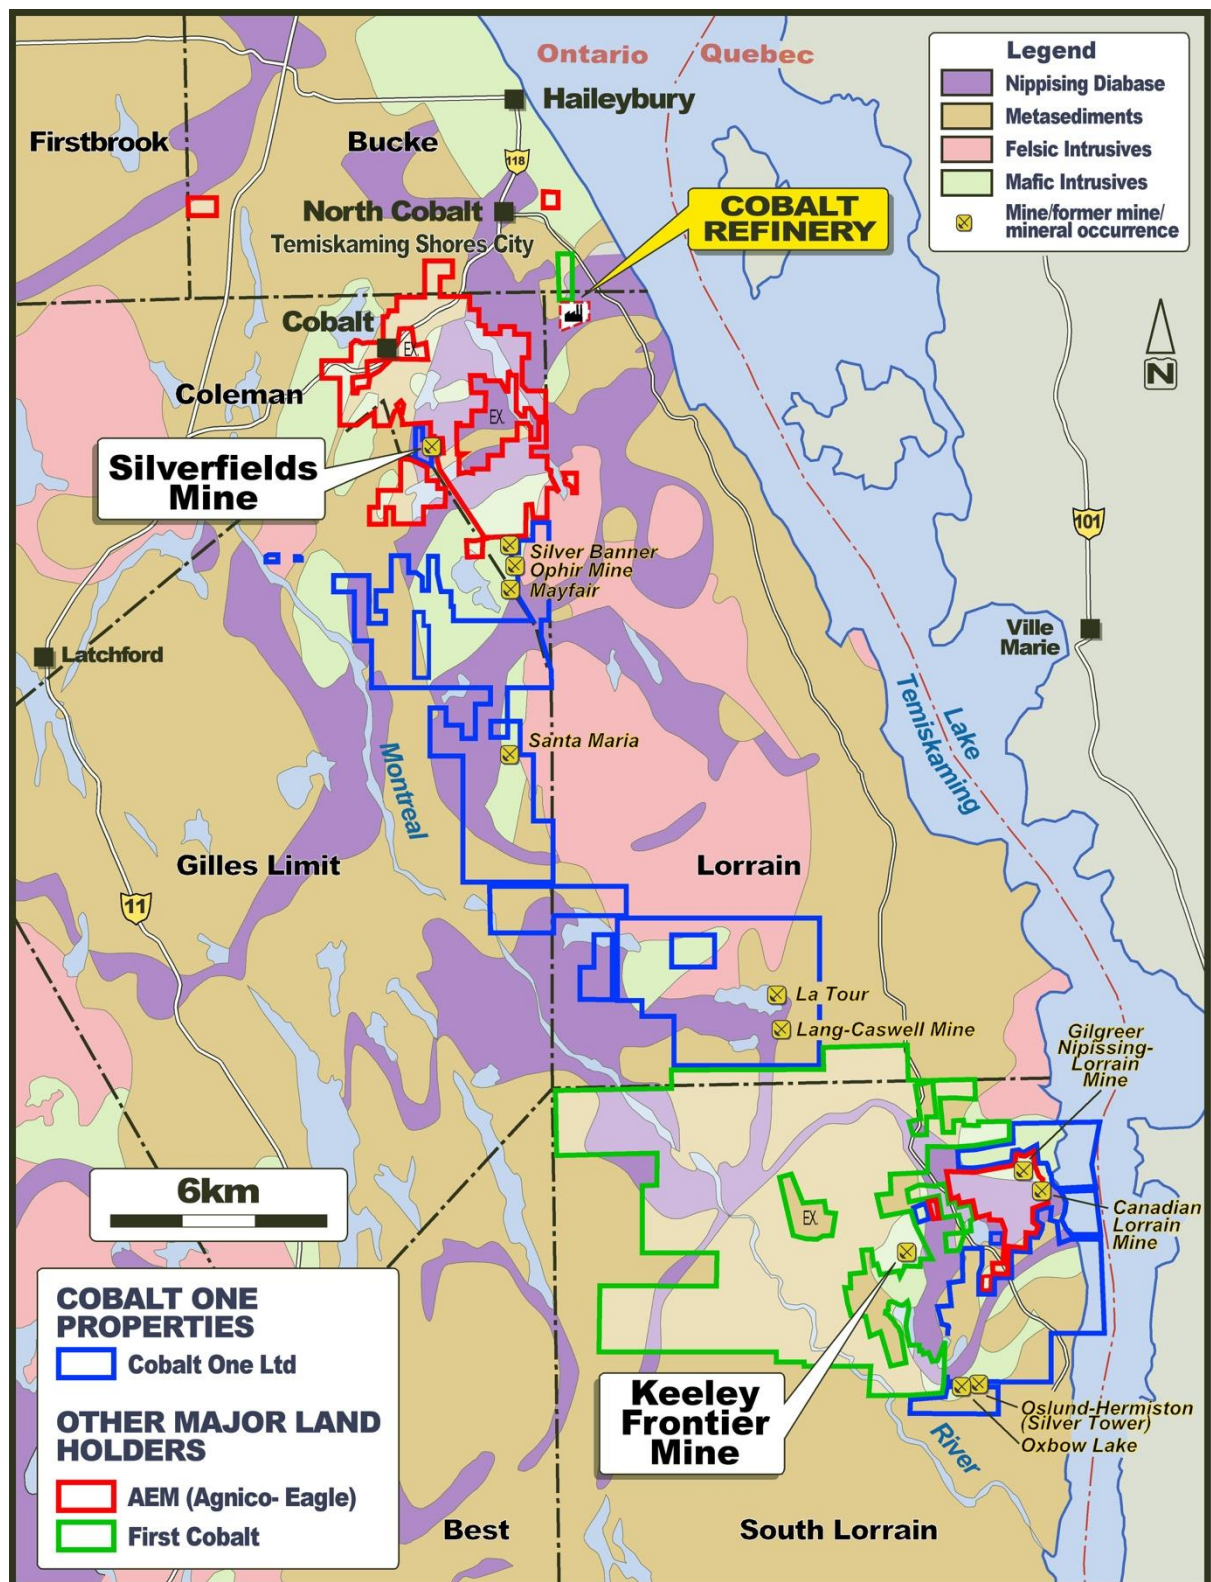 Ontario
Quebec
Legend
Nippising Diabase
Metasediments
Felsic Intrusives
Mafic Intrusives
Mine/former mine/
mineral occurrence
Haileybury
Firstbrook
Bucke
118
North Cobalt
Temiskaming Shores City
COBALT
REFINERY
Cobalt
EX.
N
Coleman
EX.
Silverfields
Mine
101
Silver Banner
Ophir Mine
Mayfair
Ville
Marie
Latchford
Lake
Temiskaming
Santa Maria
Montreal
Gilles Limit
Lorrain
11
La Tour
Lang-Caswell Mine
Gilgreer
Nipissing-
Lorrain
Mine
6km
EX.
Canadian
Lorrain
Mine
COBALT ONE
PROPERTIES
Cobalt One Ltd
OTHER MAJOR LAND
HOLDERS
AEM (Agnico- Eagle)
First Cobalt
Keeley
Frontier
Mine
Oslund-Hermiston
(Silver Tower)
Oxbow Lake
River
Best
South Lorrain